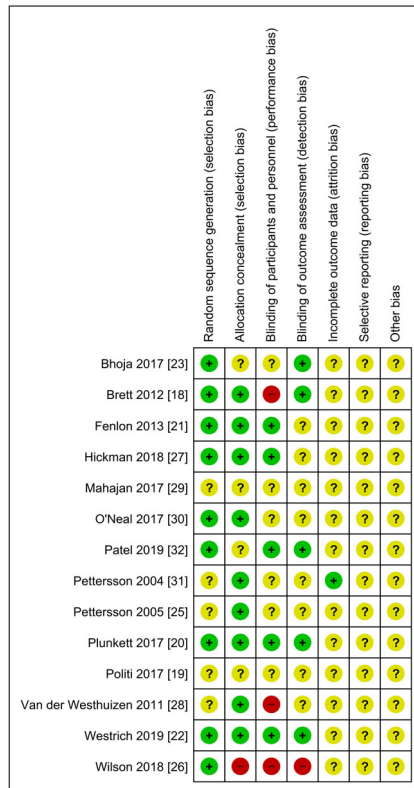 Random sequence generation (selection bias)
Allocation concealment (selection bias)
Blinding of participants and personnel (performance bias)
Blinding of outcome assessment (detection bias)
Incomplete outcome data (attrition bias)
Selective reporting (reporting bias)
Other bias
Bhoja 2017 [23] + ? ? + ? ? ?
Brett 2012 [18] + + − + ? ? ?
Fenlon 2013 [21] + + + ? ? ? ?
Hickman 2018 [27] + + + ? ? ? ?
Mahajan 2017 [29] ? ? ? ? ? ? ?
O'Neal 2017 [30] + + ? ? ? ? ?
Patel 2019 [32] + ? + + ? ? ?
Pettersson 2004 [31] ? + ? ? + ? ?
Pettersson 2005 [25] ? + ? ? ? ? ?
Plunkett 2017 [20] + + + + ? ? ?
Politi 2017 [19] ? ? ? ? ? ? ?
Van der Westhuizen 2011 [28] ? + − ? ? ? ?
Westrich 2019 [22] + + + + ? ? ?
Wilson 2018 [26] + − − − ? ? ?